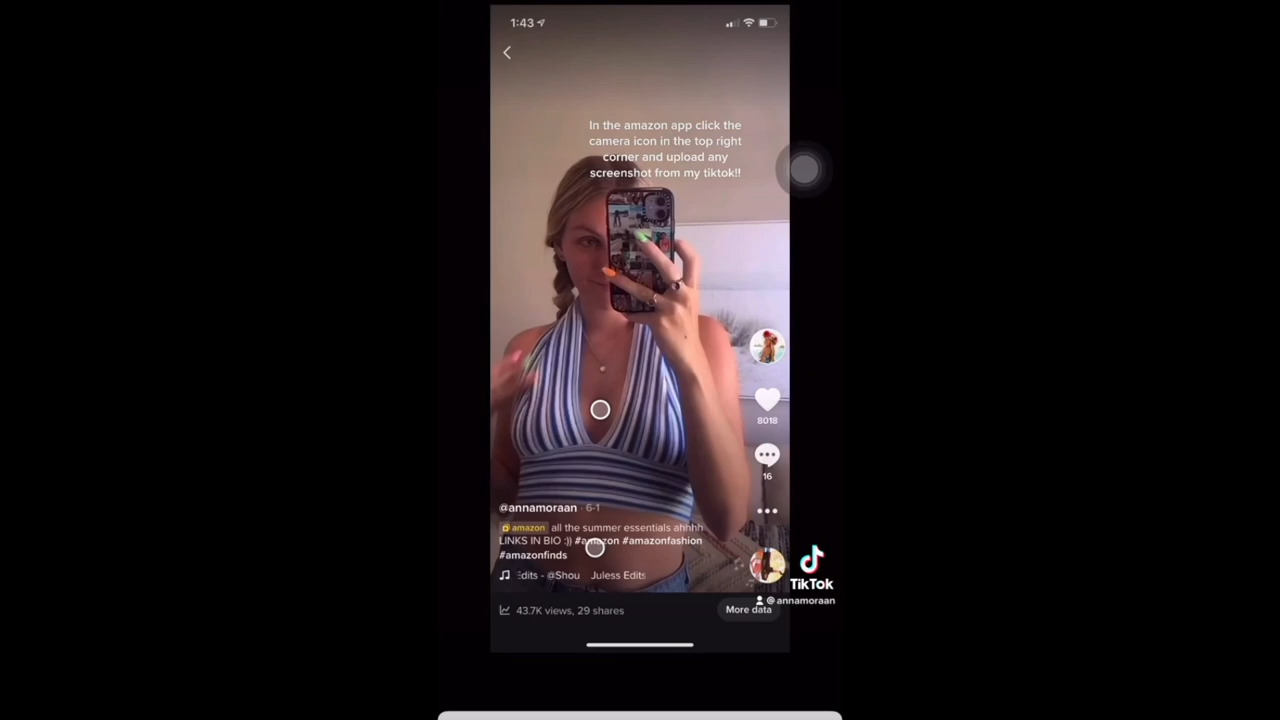 1:43
In the amazon app click the
camera icon in the top right
corner and upload any
screenshot from my tiktok!!
8018
16
@annamoraan · 6-1
amazon all the summer essentials ahhhh
LINKS IN BIO :)) #amazon #amazonfashion
#amazonfinds
Edits - @Shou Juless Edits
43.7K views, 29 shares
More data
TikTok
@annamoraan